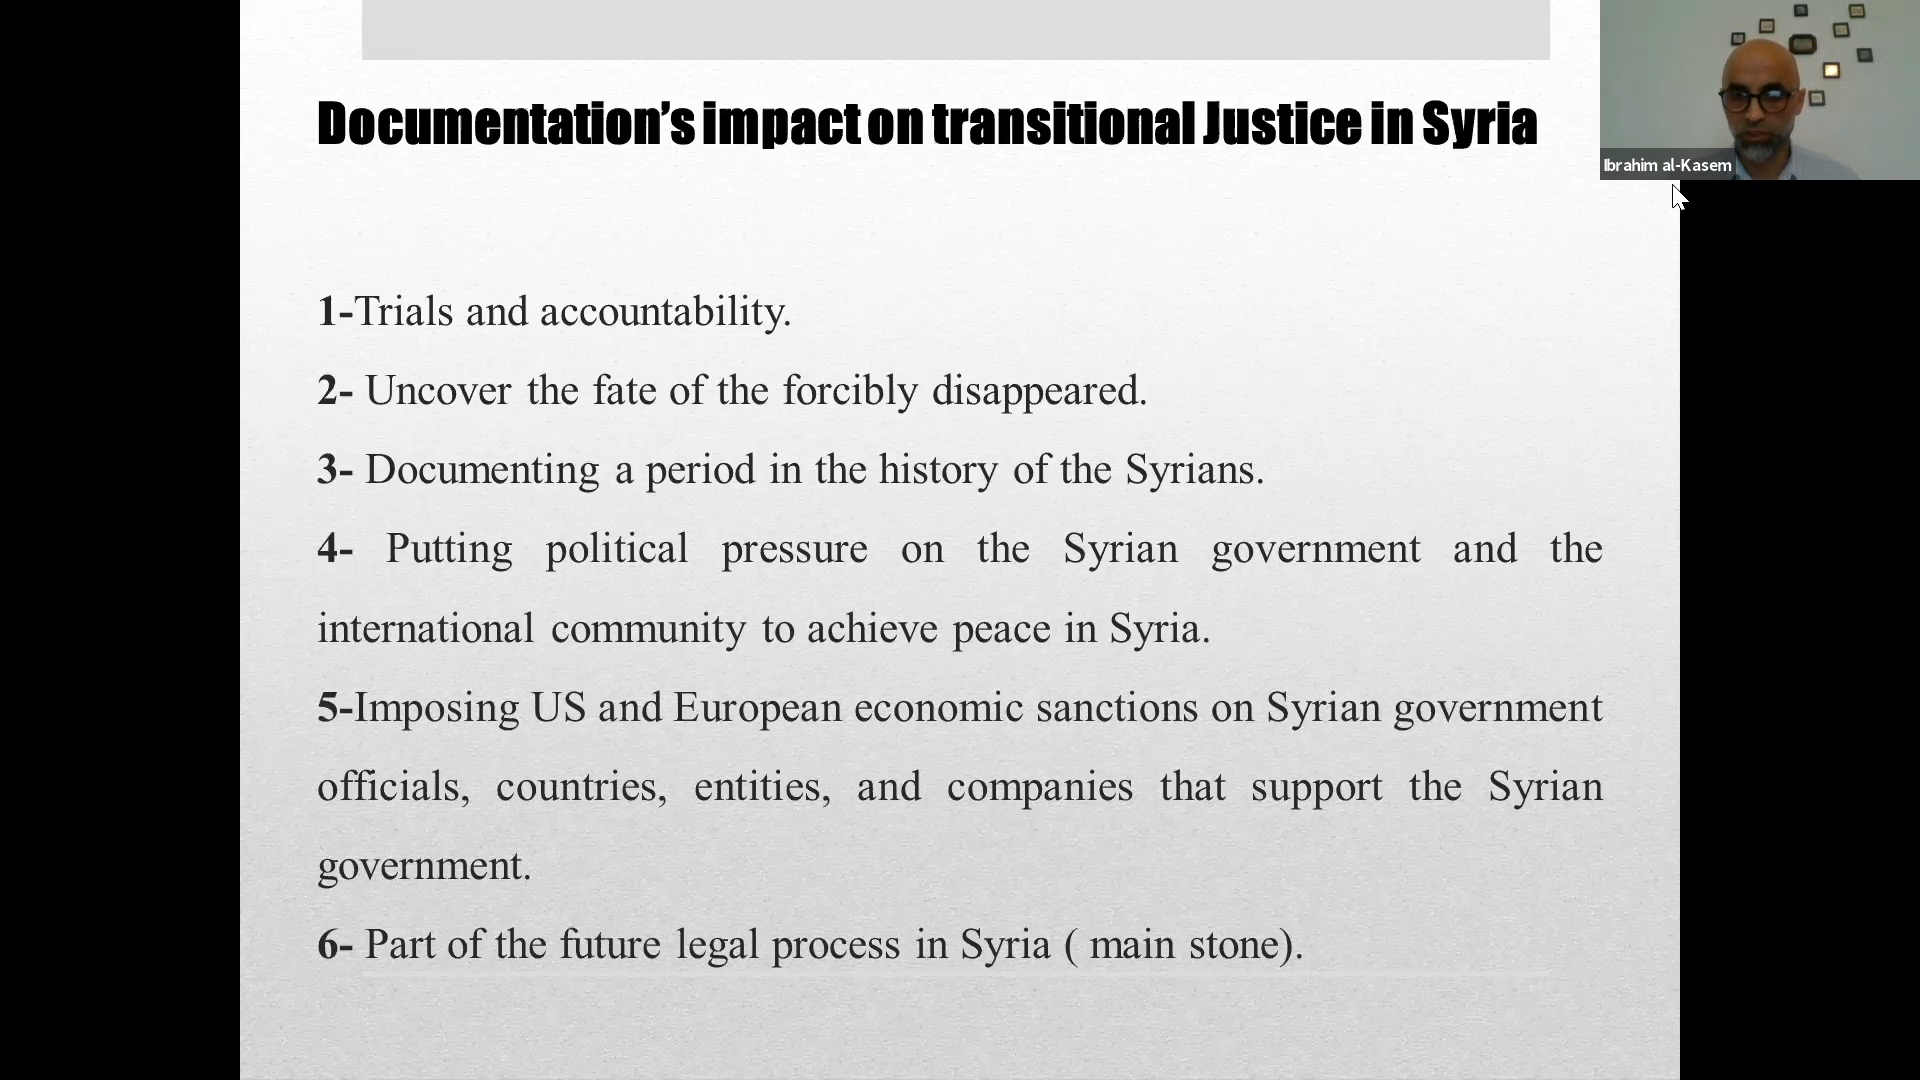 Documentation’s impact on transitional Justice in Syria
Ibrahim al-Kasem
1-Trials and accountability.
2- Uncover the fate of the forcibly disappeared.
3- Documenting a period in the history of the Syrians.
4- Putting political pressure on the Syrian government and the
international community to achieve peace in Syria.
5-Imposing US and European economic sanctions on Syrian government
officials, countries, entities, and companies that support the Syrian
government.
6- Part of the future legal process in Syria ( main stone).